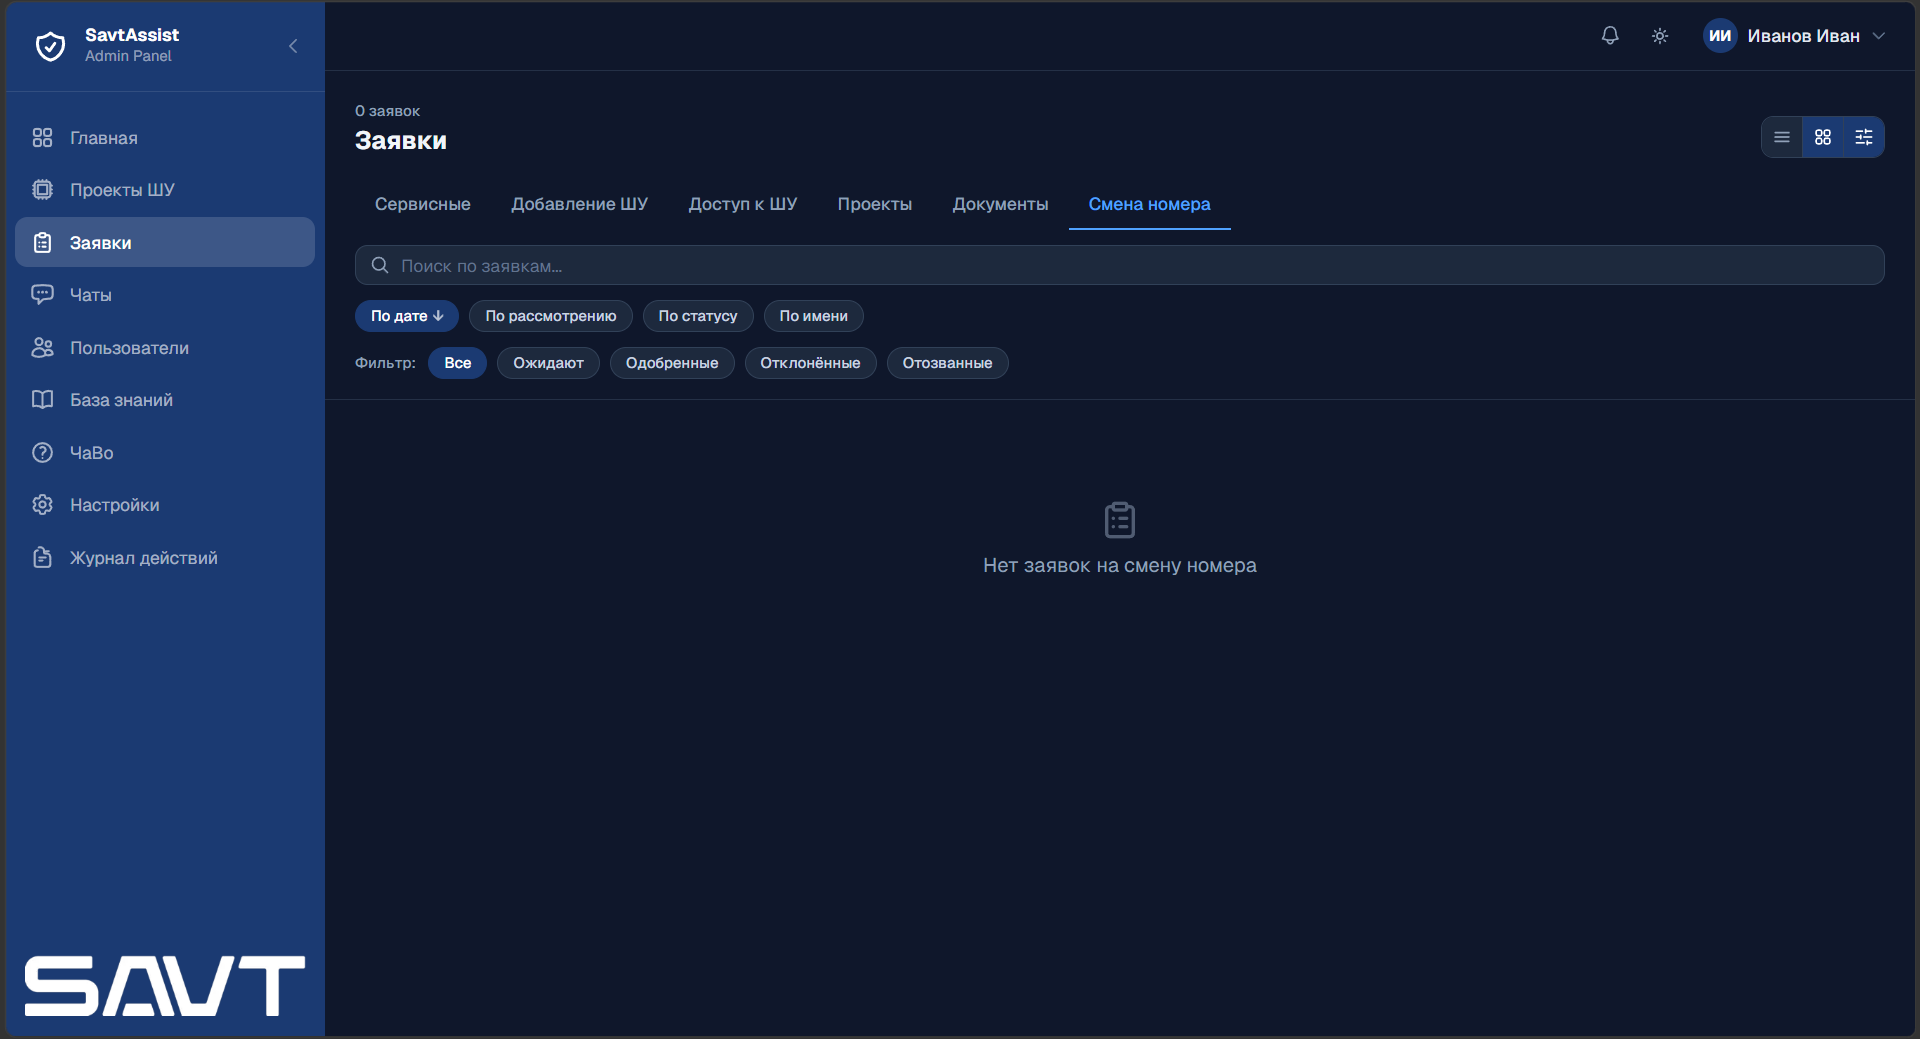 SavtAssist
Admin Panel
Главная
Проекты ШУ
Заявки
Чаты
Пользователи
База знаний
ЧаВо
Настройки
Журнал действий
SAVT
ИИ Иванов Иван
0 заявок
Заявки
Сервисные Добавление ШУ Доступ к ШУ Проекты Документы Смена номера
Поиск по заявкам...
По дате ↓ По рассмотрению По статусу По имени
Фильтр: Все Ожидают Одобренные Отклонённые Отозванные
Нет заявок на смену номера